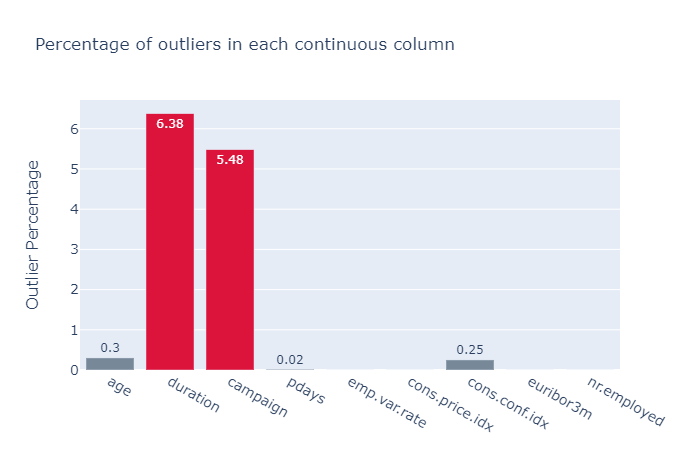 Percentage of outliers in each continuous column
Outlier Percentage
6
5
4
3
2
1
0
0.3
6.38
5.48
0.02
0.25
age
duration
campaign
pdays
emp.var.rate
cons.price.idx
cons.conf.idx
euribor3m
nr.employed